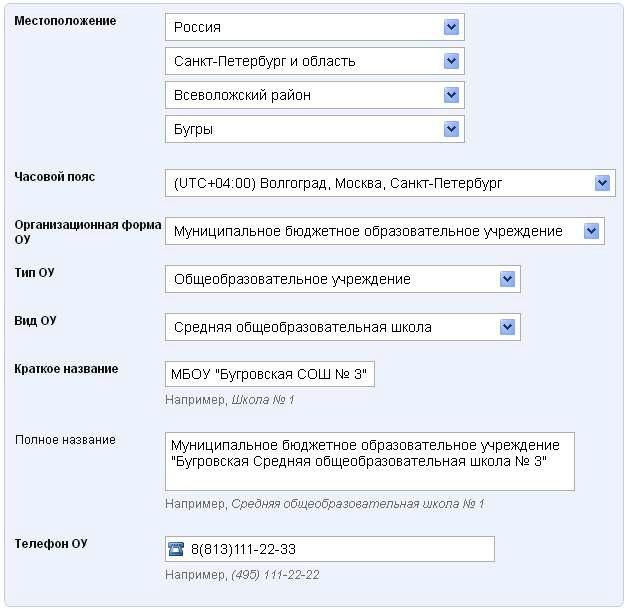 Местоположение
Россия
Санкт-Петербург и область
Всеволожский район
Бугры
Часовой пояс
(UTC+04:00) Волгоград, Москва, Санкт-Петербург
Организационная форма
ОУ
Муниципальное бюджетное образовательное учреждение
Тип ОУ
Общеобразовательное учреждение
Вид ОУ
Средняя общеобразовательная школа
Краткое название
МБОУ "Бугровская СОШ № 3"
Например, Школа № 1
Полное название
Муниципальное бюджетное образовательное учреждение
"Бугровская Средняя общеобразовательная школа № 3"
Например, Средняя общеобразовательная школа № 1
Телефон ОУ
8(813)111-22-33
Например, (495) 111-22-22